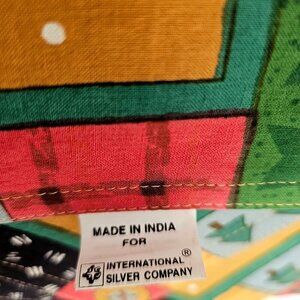 MADE IN INDIA
FOR
INTERNATIONAL ®
SILVER COMPANY